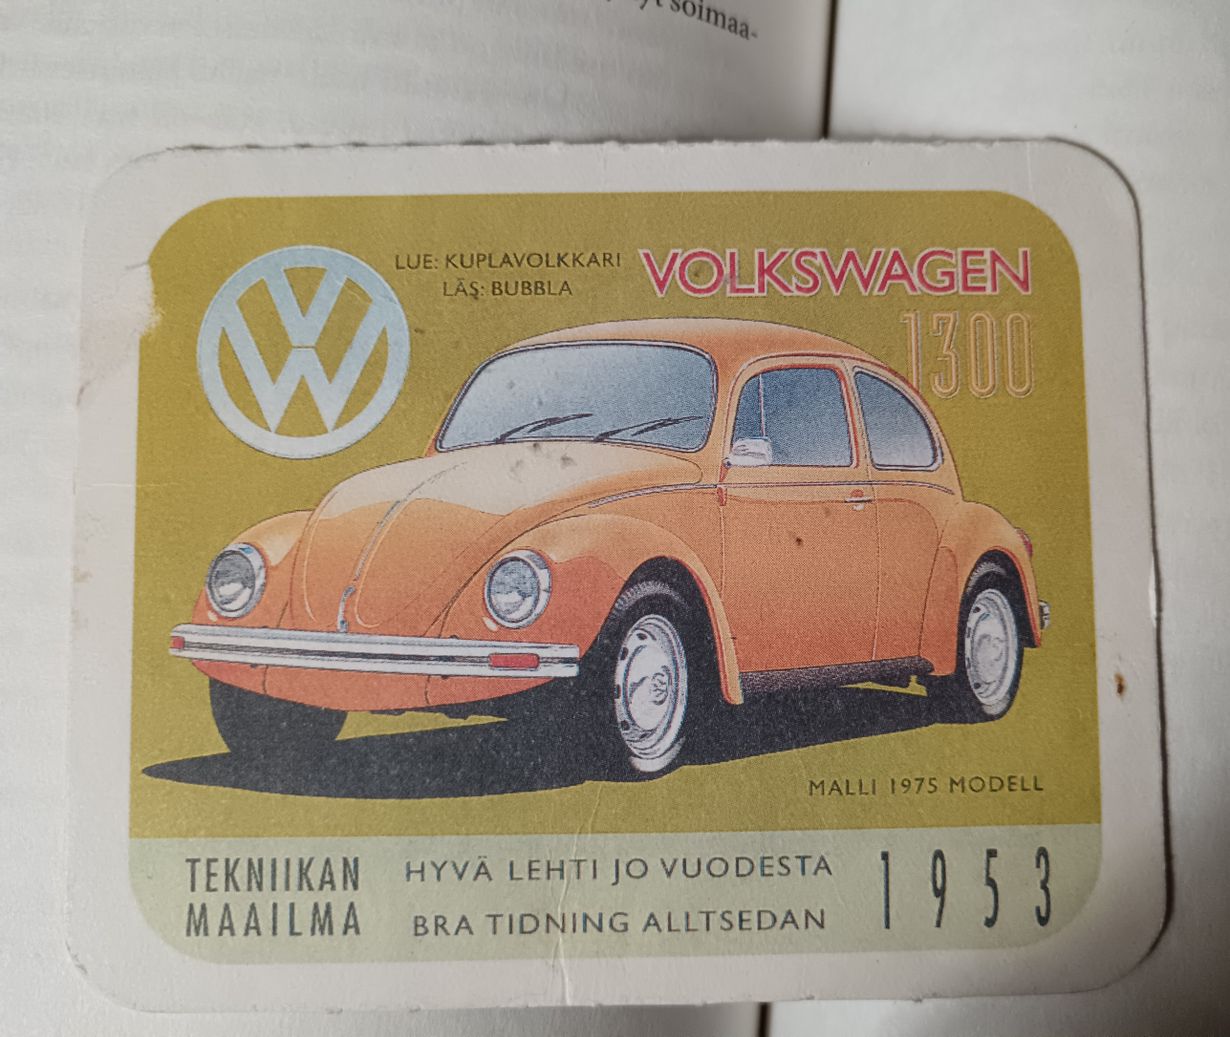 soimaa-
LUE: KUPLAVOLKKARI
LÄS: BUBBLA
VOLKSWAGEN
1300
MALLI 1975 MODELL
TEKNIIKAN
MAAILMA
HYVÄ LEHTI JO VUODESTA
BRA TIDNING ALLTSEDAN
1953